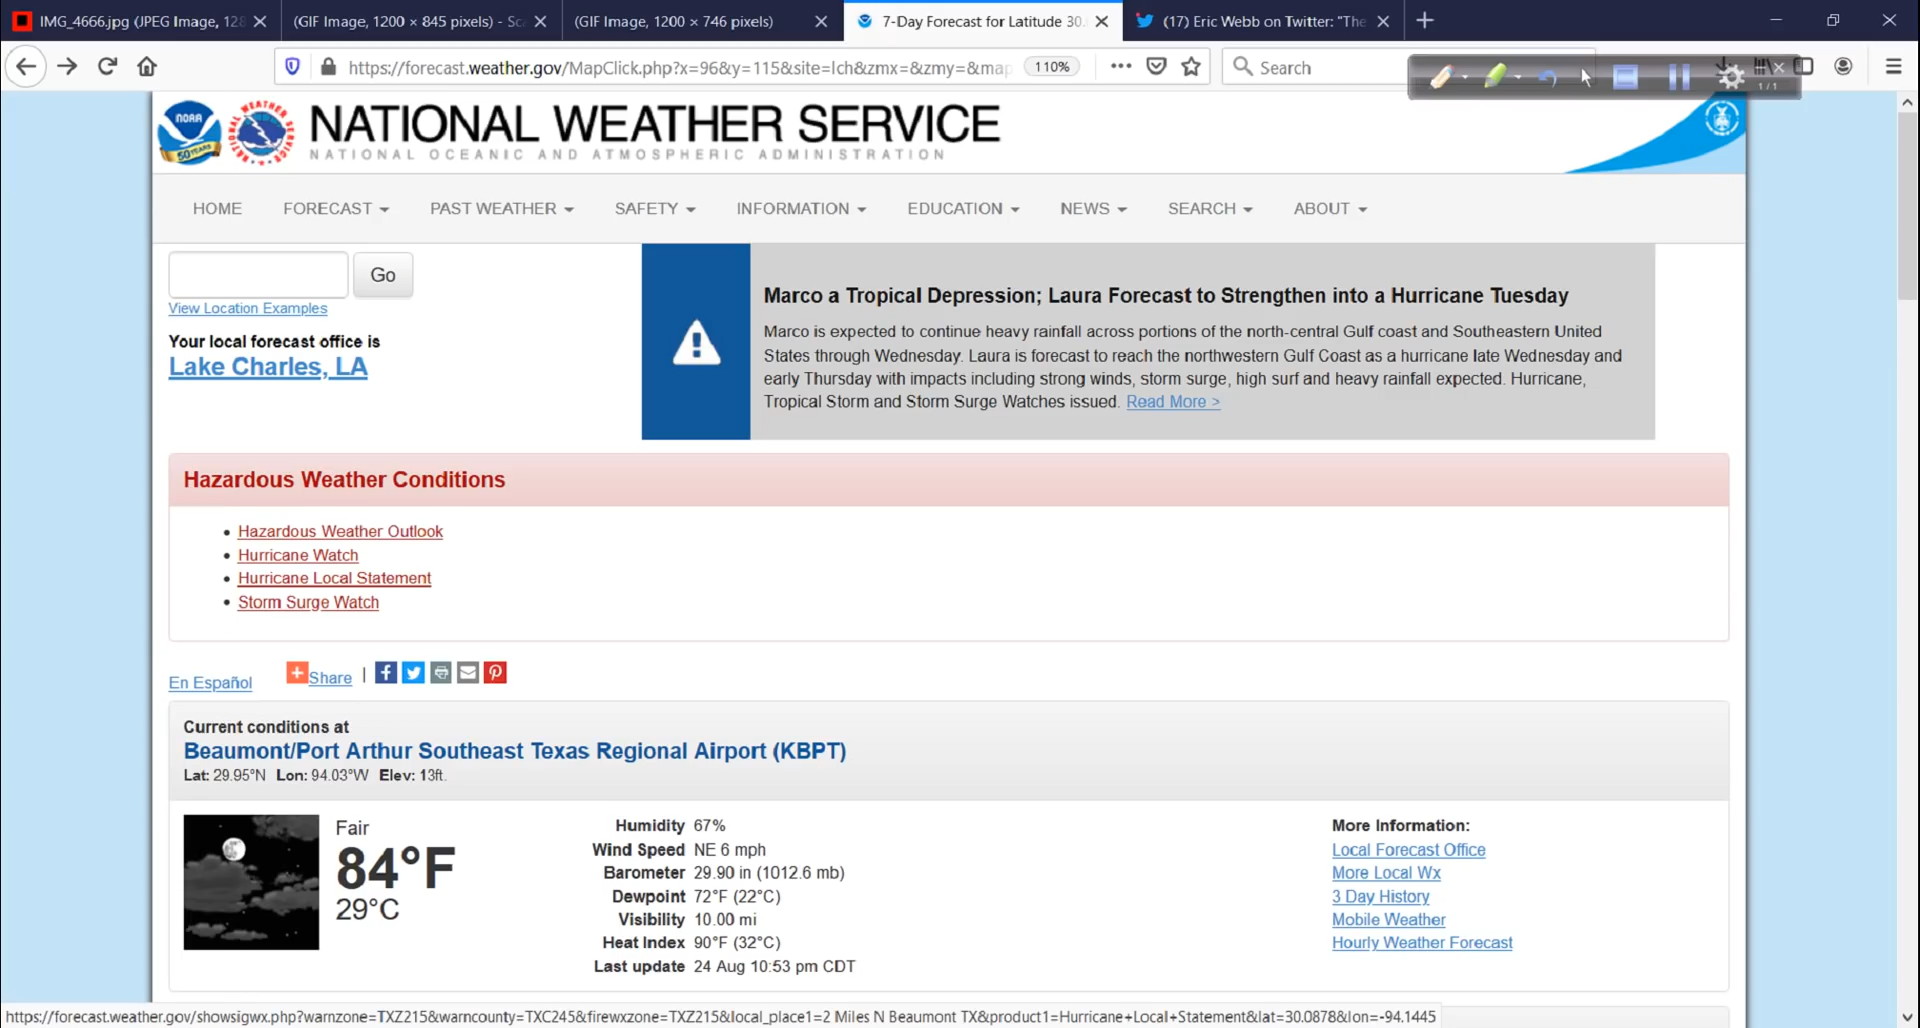 IMG_4666.jpg (JPEG Image, 128
(GIF Image, 1200 × 845 pixels) - Sc
(GIF Image, 1200 × 746 pixels)
7-Day Forecast for Latitude 30.
(17) Eric Webb on Twitter: "The
https://forecast.weather.gov/MapClick.php?x=96&y=115&site=lch&zmx=&zmy=&map
110%
Search
1/1
NOAA
50 YEARS
NATIONAL WEATHER SERVICE
NATIONAL OCEANIC AND ATMOSPHERIC ADMINISTRATION
HOME FORECAST PAST WEATHER SAFETY INFORMATION EDUCATION NEWS SEARCH ABOUT
Go
View Location Examples
Your local forecast office is
Lake Charles, LA
Marco a Tropical Depression; Laura Forecast to Strengthen into a Hurricane Tuesday
Marco is expected to continue heavy rainfall across portions of the north-central Gulf coast and Southeastern United
States through Wednesday. Laura is forecast to reach the northwestern Gulf Coast as a hurricane late Wednesday and
early Thursday with impacts including strong winds, storm surge, high surf and heavy rainfall expected. Hurricane,
Tropical Storm and Storm Surge Watches issued. Read More >
Hazardous Weather Conditions
Hazardous Weather Outlook
Hurricane Watch
Hurricane Local Statement
Storm Surge Watch
En Español
Share |
Current conditions at
Beaumont/Port Arthur Southeast Texas Regional Airport (KBPT)
Lat: 29.95°N Lon: 94.03°W Elev: 13ft.
Fair
84°F
29°C
Humidity 67%
Wind Speed NE 6 mph
Barometer 29.90 in (1012.6 mb)
Dewpoint 72°F (22°C)
Visibility 10.00 mi
Heat Index 90°F (32°C)
Last update 24 Aug 10:53 pm CDT
More Information:
Local Forecast Office
More Local Wx
3 Day History
Mobile Weather
Hourly Weather Forecast
https://forecast.weather.gov/showsigwx.php?warnzone=TXZ215&warncounty=TXC245&firewxzone=TXZ215&local_place1=2 Miles N Beaumont TX&product1=Hurricane+Local+Statement&lat=30.0878&lon=-94.1445